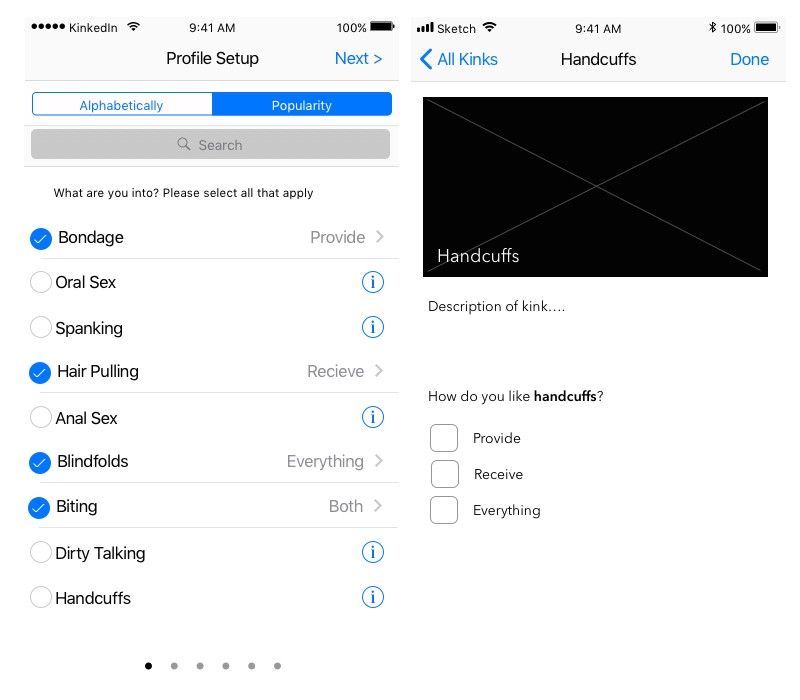 KinkedIn 9:41 AM 100%
Profile Setup Next >
Alphabetically Popularity
Search
What are you into? Please select all that apply
Bondage Provide
Oral Sex
Spanking
Hair Pulling Recieve
Anal Sex
Blindfolds Everything
Biting Both
Dirty Talking
Handcuffs
Sketch 9:41 AM 100%
All Kinks Handcuffs Done
Handcuffs
Description of kink....
How do you like handcuffs?
Provide
Receive
Everything